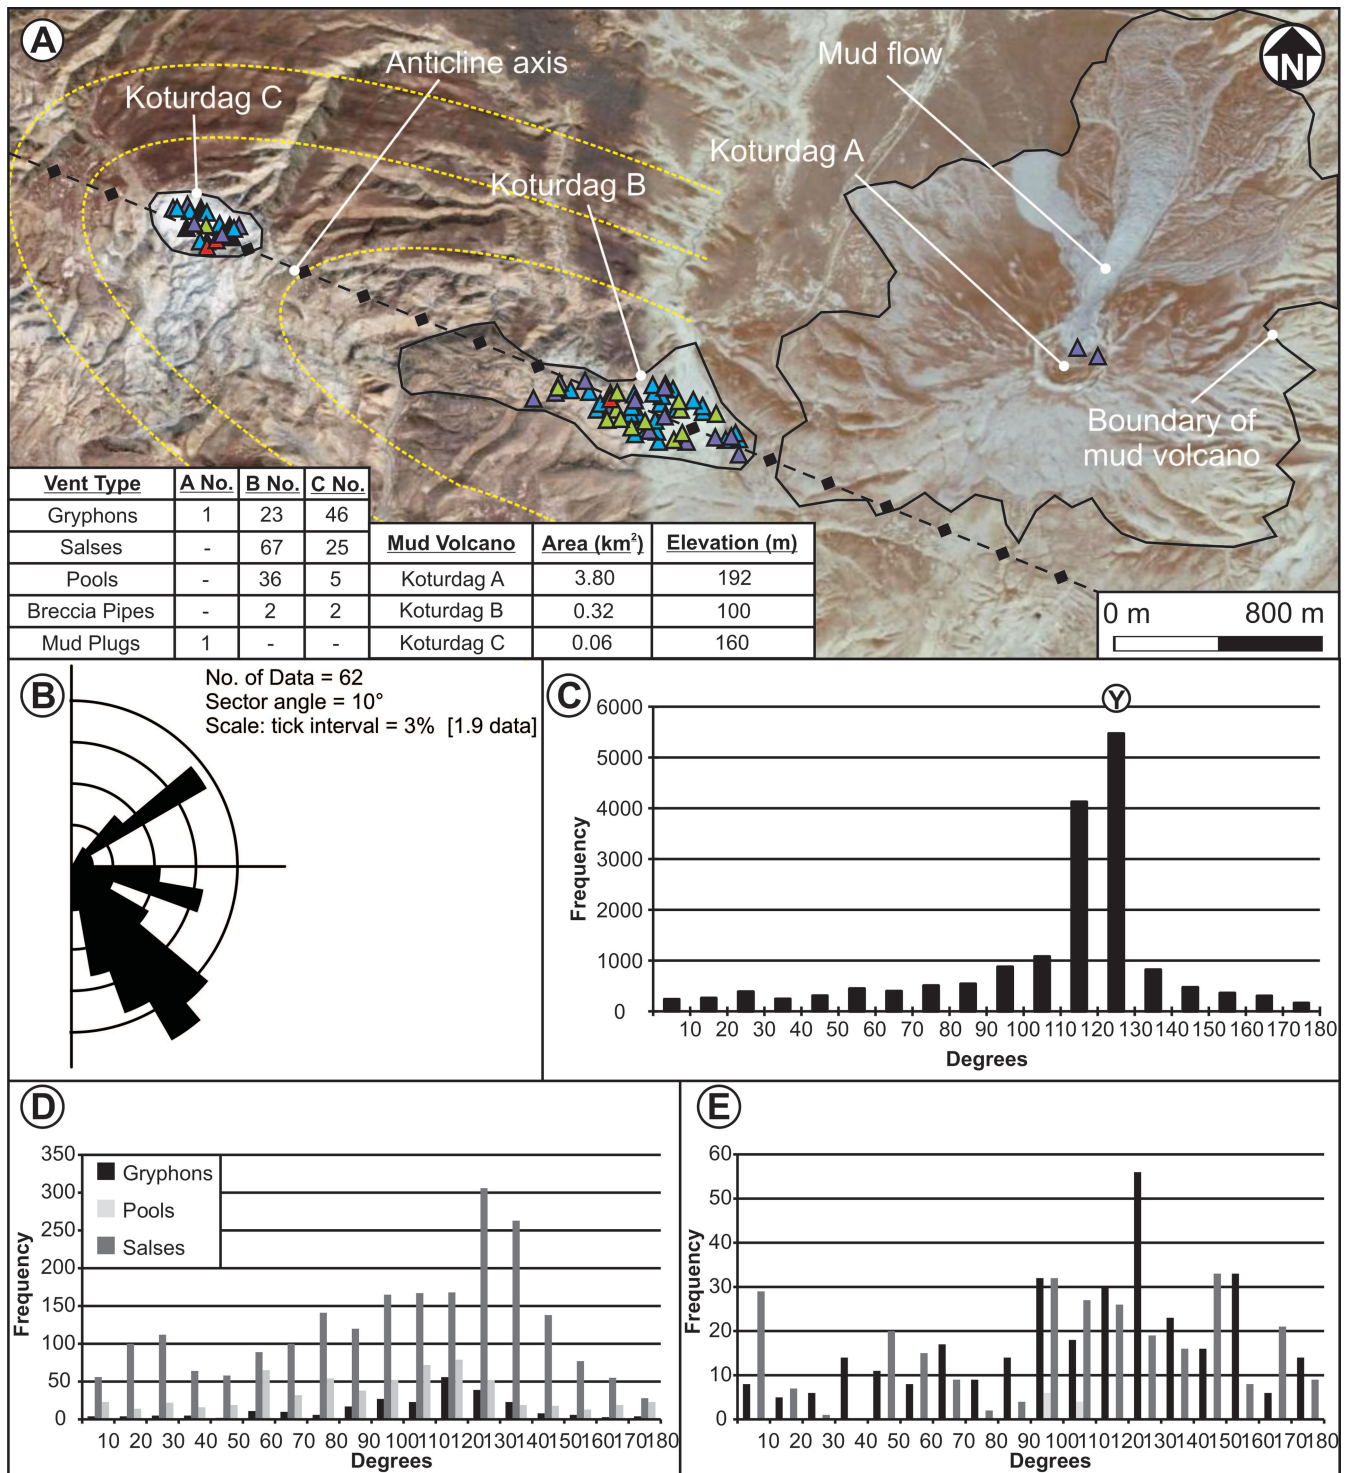 A
N
Anticline axis
Mud flow
Koturdag C
Koturdag A
Koturdag B
Boundary of
mud volcano
Vent Type A No. B No. C No.
Gryphons 1 23 46
Salses - 67 25
Pools - 36 5
Breccia Pipes - 2 2
Mud Plugs 1 - -
Mud Volcano Area (km²) Elevation (m)
Koturdag A 3.80 192
Koturdag B 0.32 100
Koturdag C 0.06 160
0 m 800 m
B
No. of Data = 62
Sector angle = 10°
Scale: tick interval = 3% [1.9 data]
C
Y
6000
5000
4000
3000
2000
1000
0
Frequency
10 20 30 40 50 60 70 80 90 100 110 120 130 140 150 160 170 180
Degrees
D
350
300
250
200
150
100
50
0
Frequency
Gryphons
Pools
Salses
10 20 30 40 50 60 70 80 90 100 110 120 130 140 150 160 170 180
Degrees
E
60
50
40
30
20
10
0
Frequency
10 20 30 40 50 60 70 80 90 100 110 120 130 140 150 160 170 180
Degrees